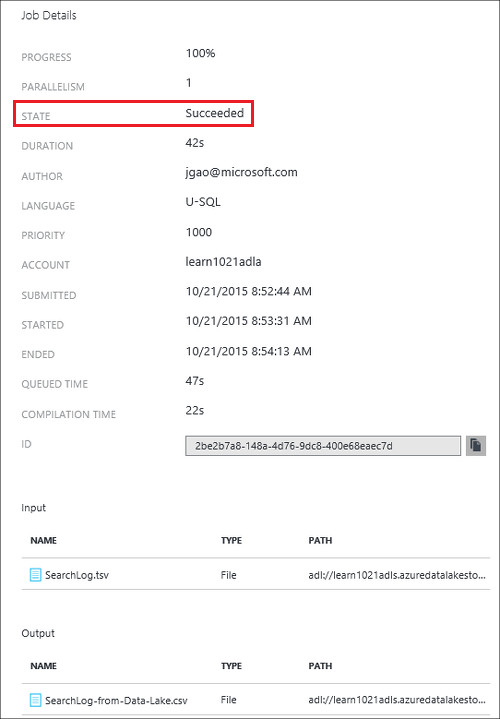 Job Details
PROGRESS 100%
PARALLELISM 1
STATE Succeeded
DURATION 42s
AUTHOR jgao@microsoft.com
LANGUAGE U-SQL
PRIORITY 1000
ACCOUNT learn1021adla
SUBMITTED 10/21/2015 8:52:44 AM
STARTED 10/21/2015 8:53:31 AM
ENDED 10/21/2015 8:54:13 AM
QUEUED TIME 47s
COMPILATION TIME 22s
ID 2be2b7a8-148a-4d76-9dc8-400e68eaec7d
Input
NAME TYPE PATH
SearchLog.tsv File adl://learn1021adls.azuredatalakesto...
Output
NAME TYPE PATH
SearchLog-from-Data-Lake.csv File adl://learn1021adls.azuredatalakesto...